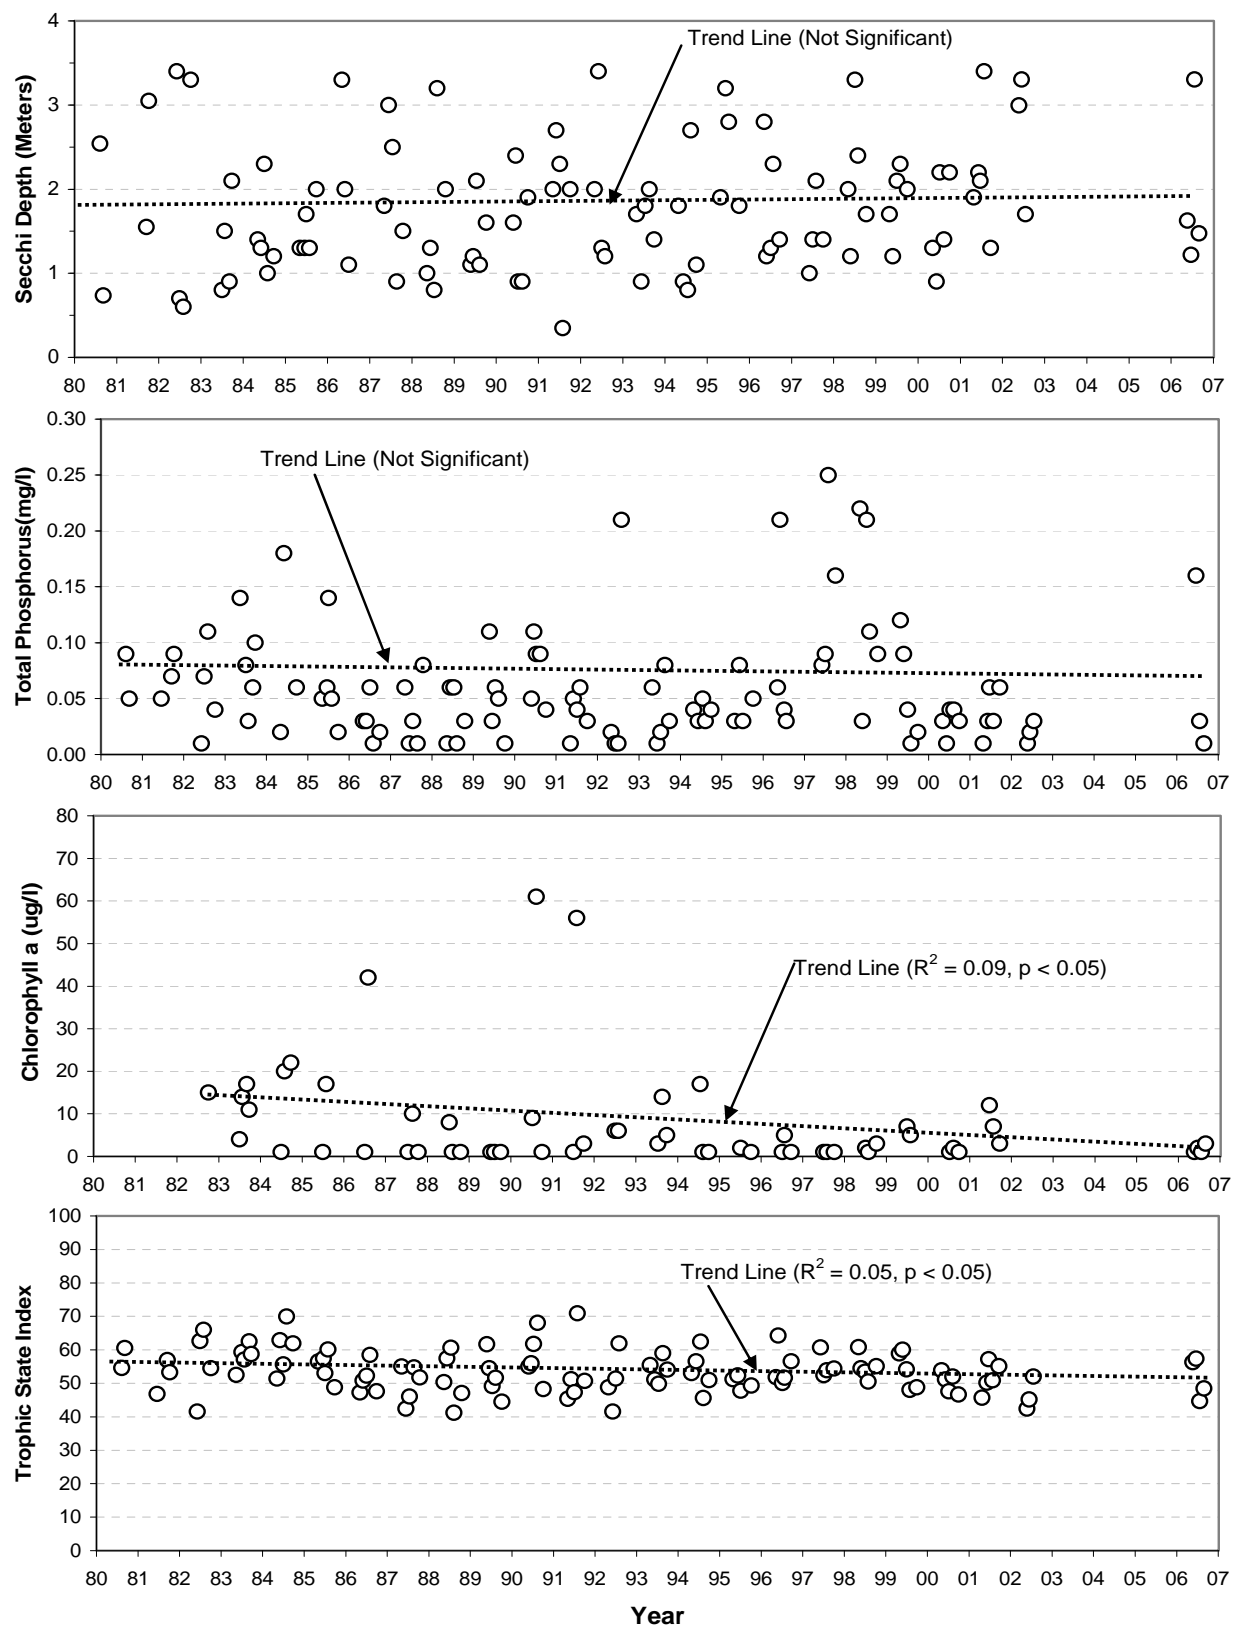 4
3
2
1
0
Secchi Depth (Meters)
Trend Line (Not Significant)
80 81 82 83 84 85 86 87 88 89 90 91 92 93 94 95 96 97 98 99 00 01 02 03 04 05 06 07
0.30
0.25
0.20
0.15
0.10
0.05
0.00
Total Phosphorus(mg/l)
Trend Line (Not Significant)
80 81 82 83 84 85 86 87 88 89 90 91 92 93 94 95 96 97 98 99 00 01 02 03 04 05 06 07
80
70
60
50
40
30
20
10
0
Chlorophyll a (ug/l)
Trend Line (R² = 0.09, p < 0.05)
80 81 82 83 84 85 86 87 88 89 90 91 92 93 94 95 96 97 98 99 00 01 02 03 04 05 06 07
100
90
80
70
60
50
40
30
20
10
0
Trophic State Index
Trend Line (R² = 0.05, p < 0.05)
80 81 82 83 84 85 86 87 88 89 90 91 92 93 94 95 96 97 98 99 00 01 02 03 04 05 06 07
Year